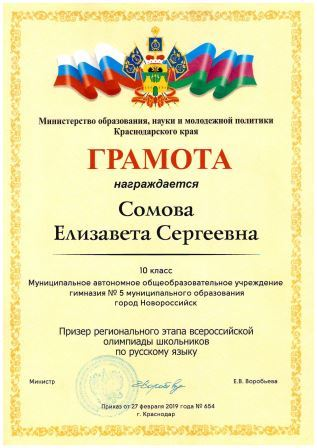 Министерство образования, науки и молодежной политики
Краснодарского края
ГРАМОТА
награждается
Сомова
Елизавета Сергеевна
10 класс
Муниципальное автономное общеобразовательное учреждение
гимназия № 5 муниципального образования
город Новороссийск
Призер регионального этапа всероссийской
олимпиады школьников
по русскому языку
Министр
Е.В. Воробьева
Приказ от 27 февраля 2019 года № 654
г. Краснодар